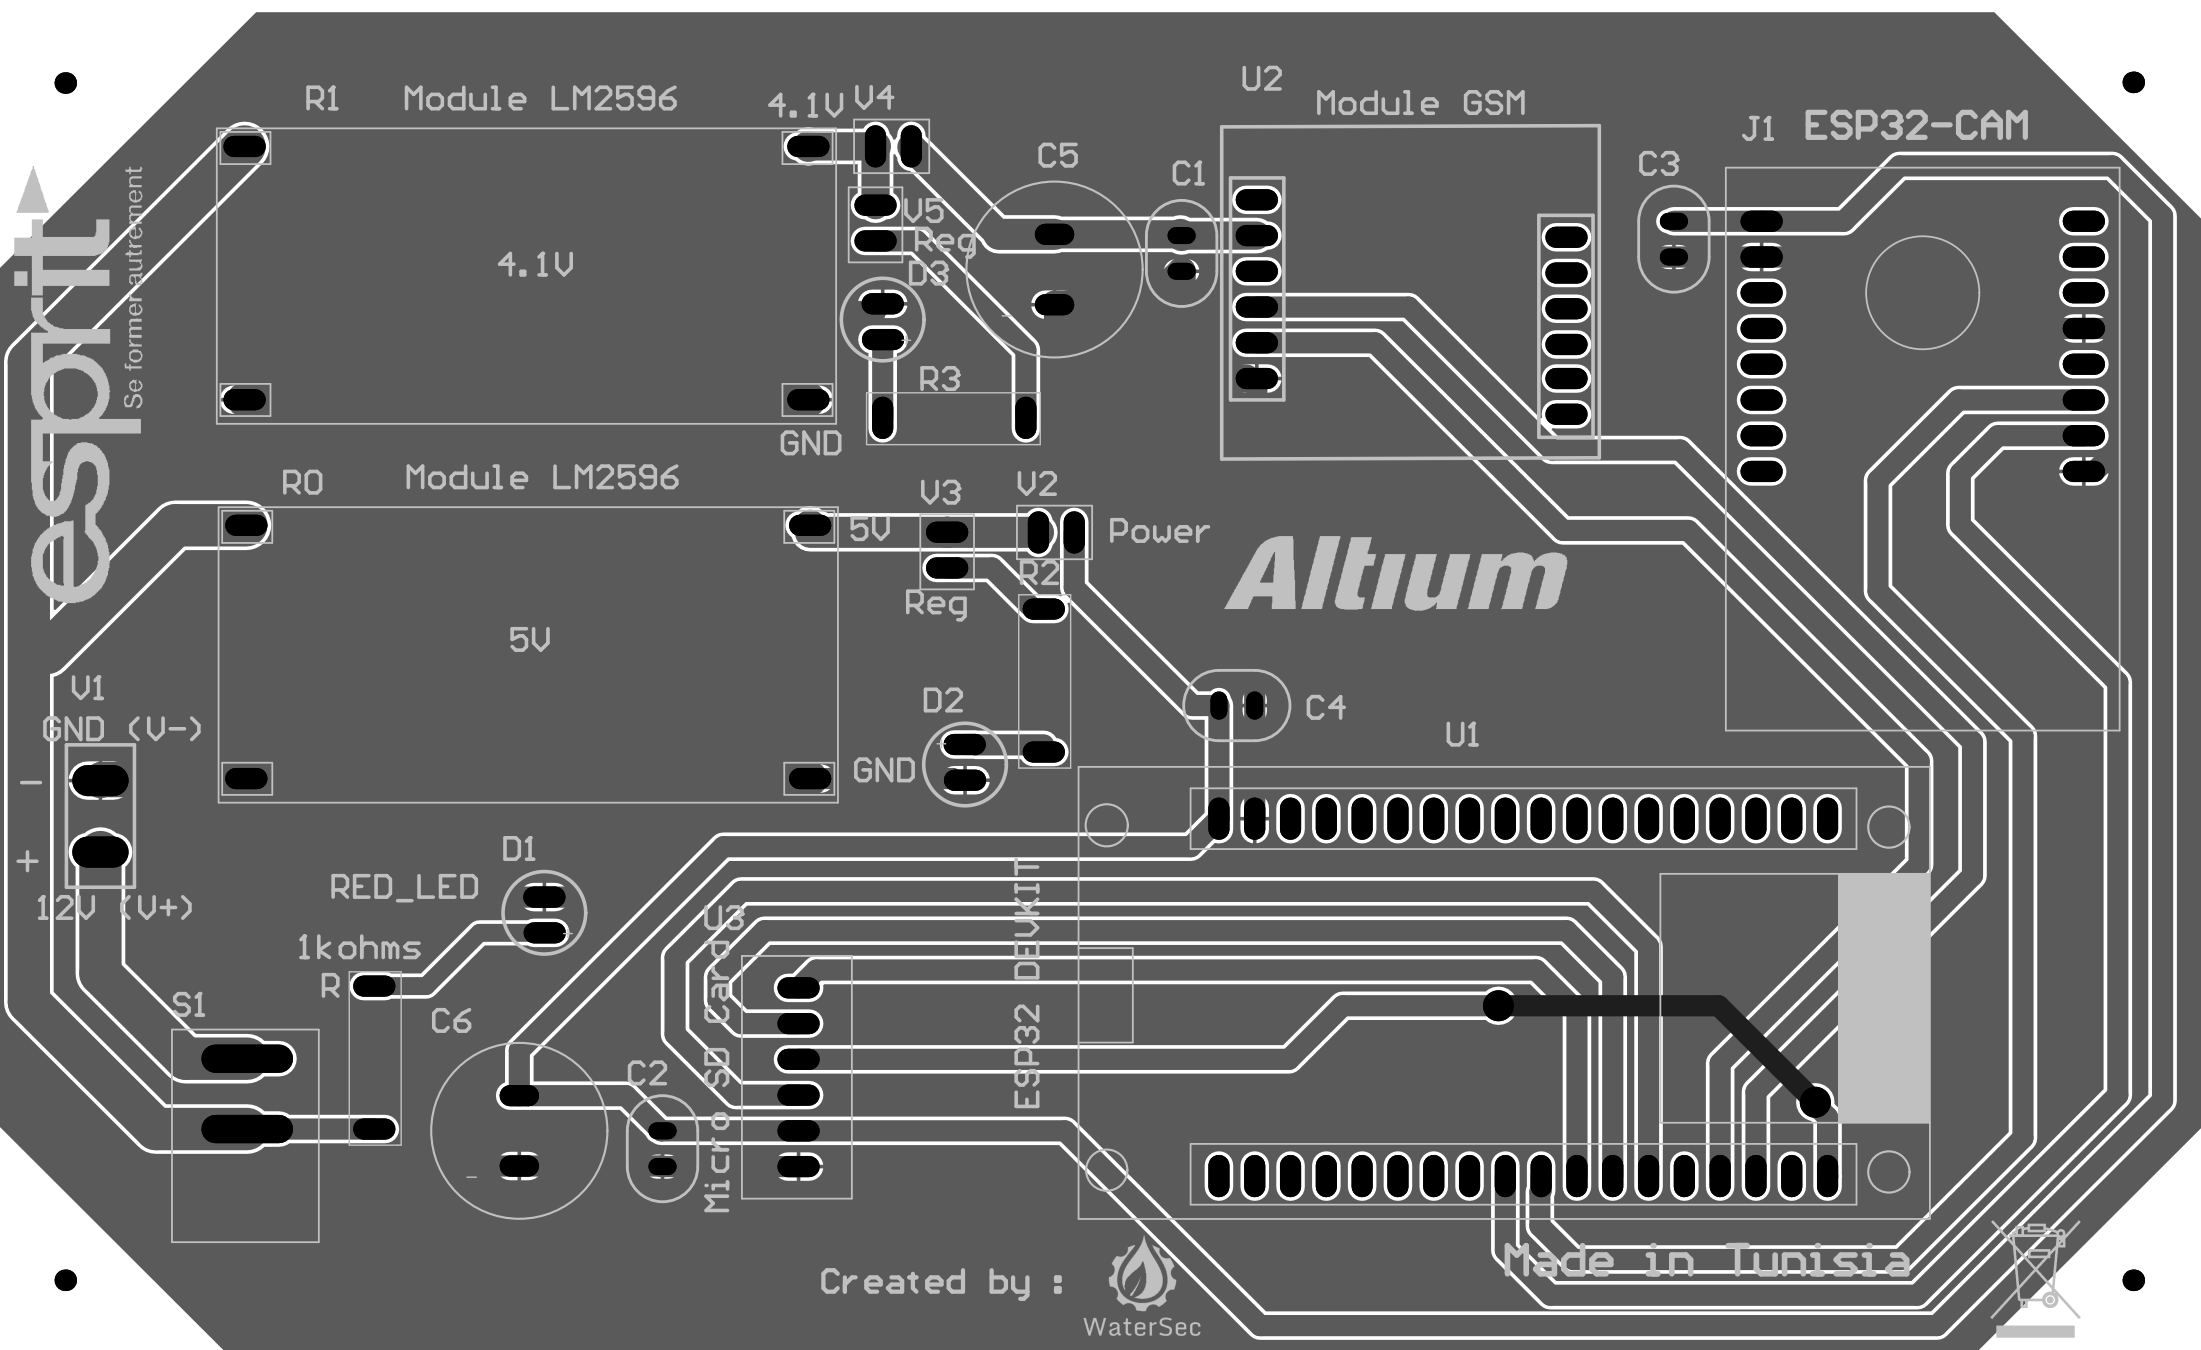 R1
Module LM2596
4.1V
V4
U2
Module GSM
J1
ESP32-CAM
C5
C1
C3
esprit
Se former autrement
V5
Reg
D3
4.1V
R3
GND
R0
Module LM2596
V3
V2
5V
Power
Altium
R2
Reg
5V
V1
GND (V-)
D2
C4
U1
GND
-
+
D1
RED_LED
12V (V+)
1kohms
R
S1
C6
U3
Micro SD Card
ESP32 DEVKIT
C2
Made in Tunisia
Created by :
WaterSec